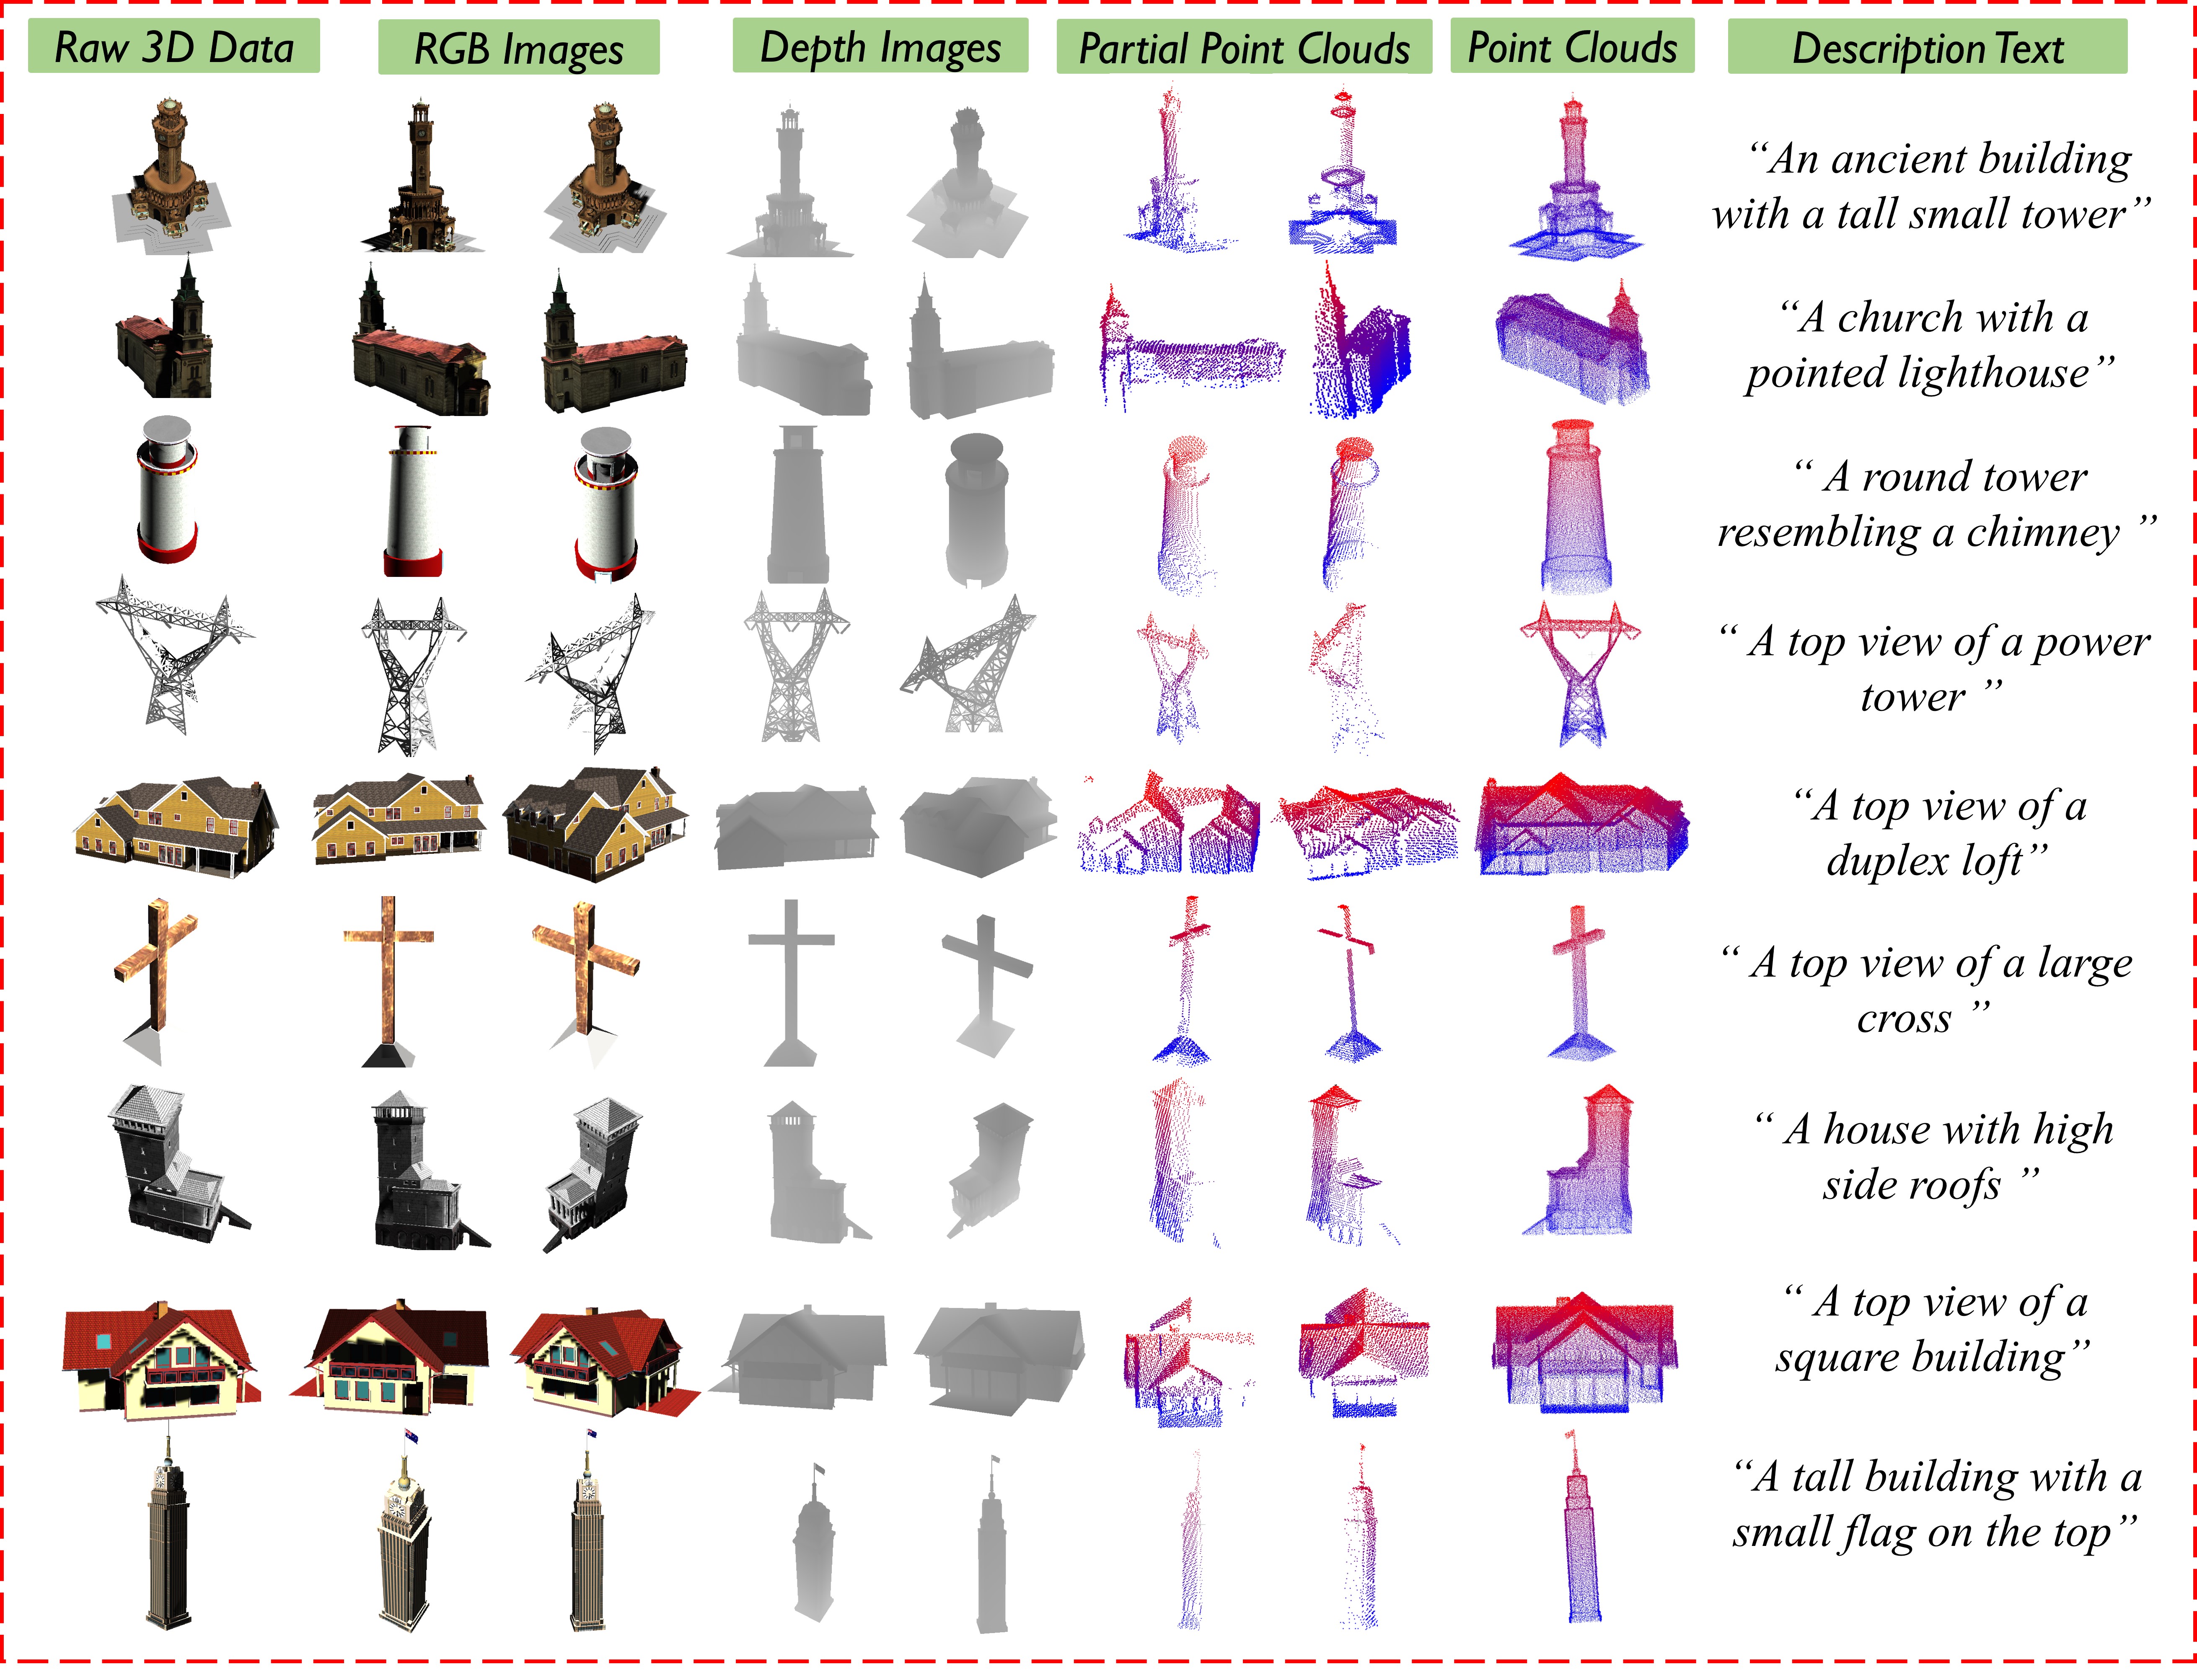 Raw 3D Data
RGB Images
Depth Images
Partial Point Clouds
Point Clouds
Description Text
“An ancient building
with a tall small tower”
“A church with a
pointed lighthouse”
“ A round tower
resembling a chimney ”
“ A top view of a power
tower ”
“A top view of a
duplex loft”
“ A top view of a large
cross ”
“ A house with high
side roofs ”
“ A top view of a
square building”
“A tall building with a
small flag on the top”